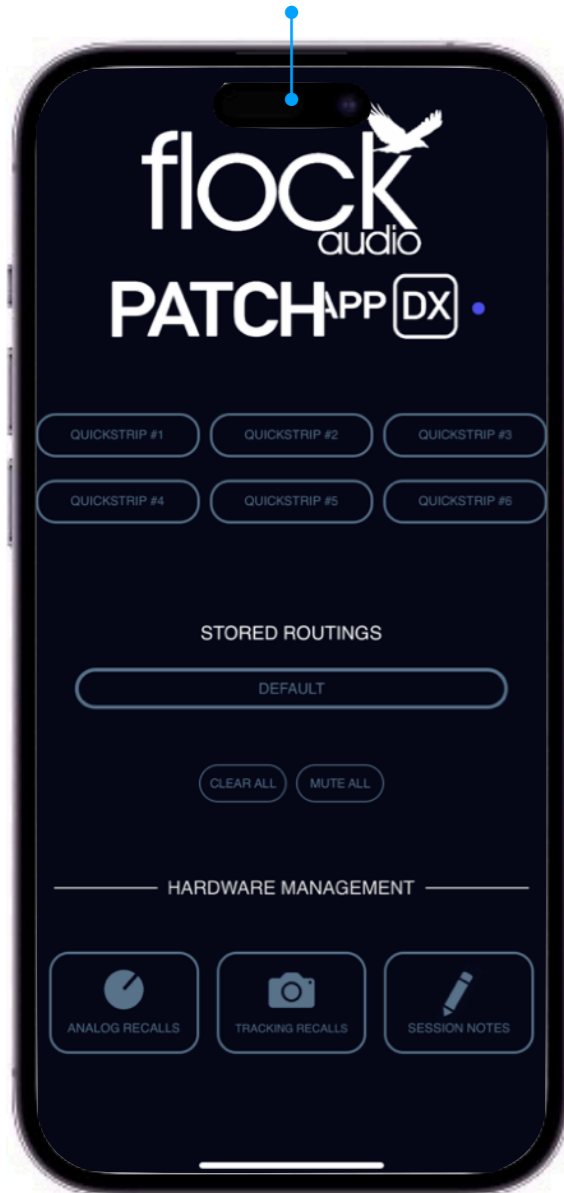 flock
audio
PATCH APP DX
QUICKSTRIP #1 QUICKSTRIP #2 QUICKSTRIP #3
QUICKSTRIP #4 QUICKSTRIP #5 QUICKSTRIP #6
STORED ROUTINGS
DEFAULT
CLEAR ALL MUTE ALL
HARDWARE MANAGEMENT
ANALOG RECALLS TRACKING RECALLS SESSION NOTES